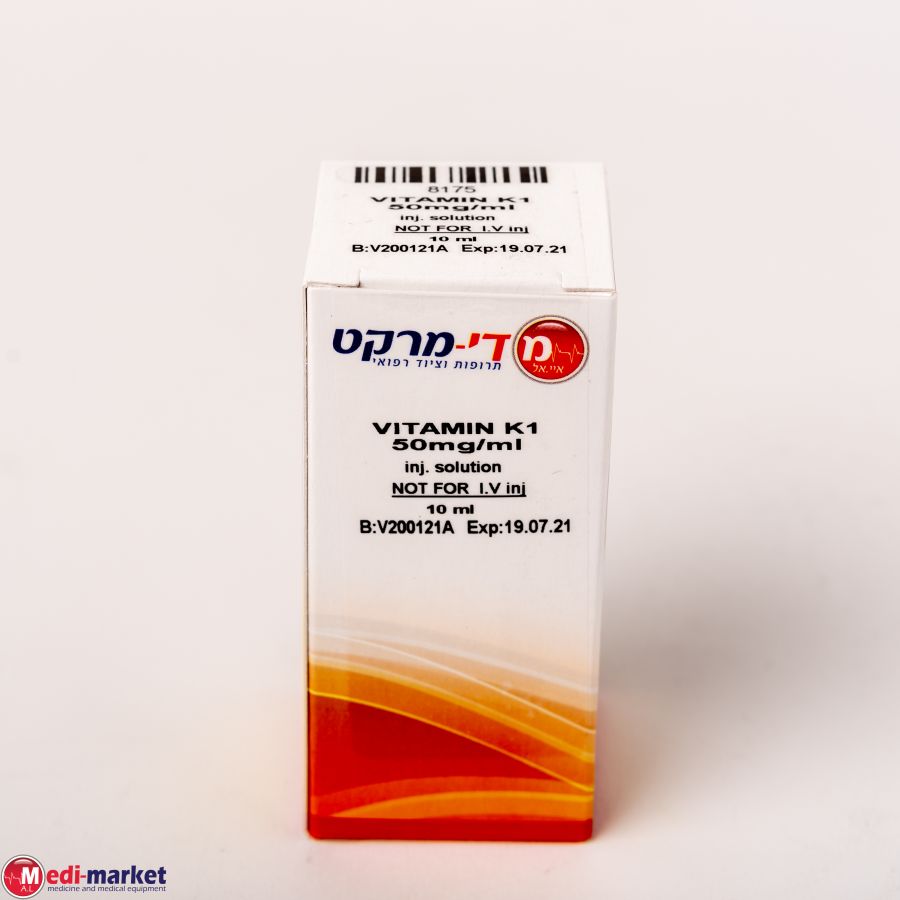 8175
VITAMIN K1
50mg/ml
inj. solution
NOT FOR I.V inj
10 ml
B:V200121A Exp:19.07.21
מדי-מרקט
איי.אל
תרופות וציוד רפואי
VITAMIN K1
50mg/ml
inj. solution
NOT FOR I.V inj
10 ml
B:V200121A Exp:19.07.21
Medi-market
A.L
medicine and medical equipment